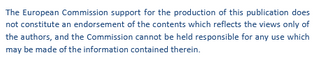 The European Commission support for the production of this publication does
not constitute an endorsement of the contents which reflects the views only of
the authors, and the Commission cannot be held responsible for any use which
may be made of the information contained therein.